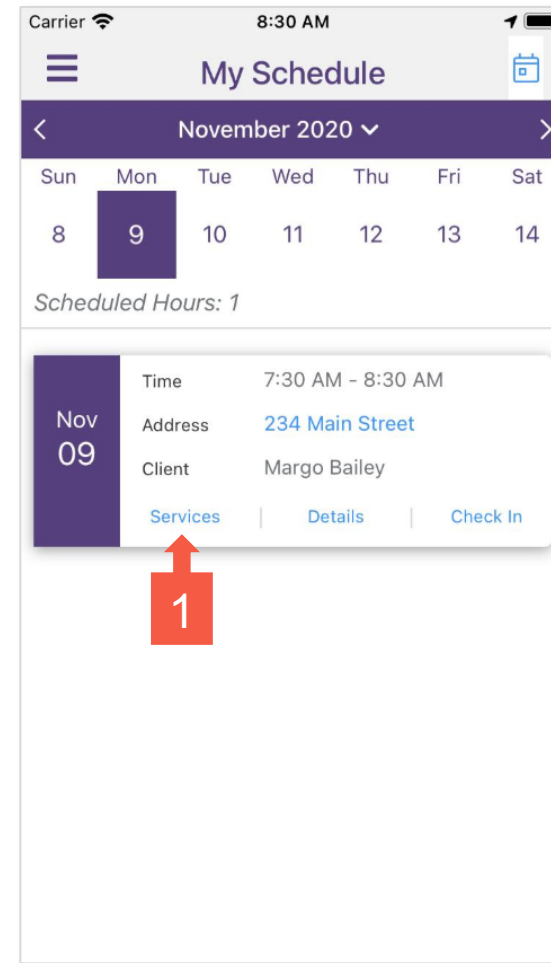 Carrier 8:30 AM
My Schedule
November 2020
Sun Mon Tue Wed Thu Fri Sat
8 9 10 11 12 13 14
Scheduled Hours: 1
Nov
09
Time 7:30 AM - 8:30 AM
Address 234 Main Street
Client Margo Bailey
Services | Details | Check In
1